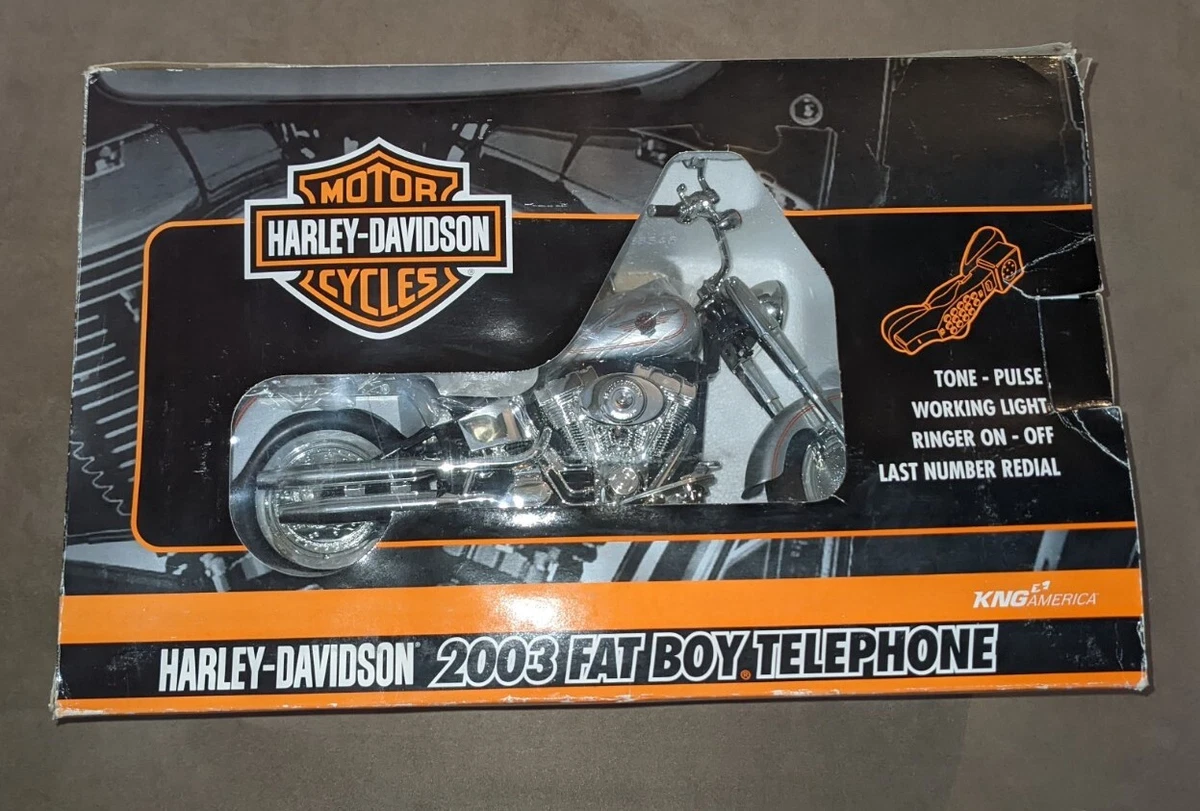 MOTOR
HARLEY-DAVIDSON
CYCLES
®
TONE - PULSE
WORKING LIGHT
RINGER ON - OFF
LAST NUMBER REDIAL
KNG AMERICA
HARLEY-DAVIDSON® 2003 FAT BOY® TELEPHONE